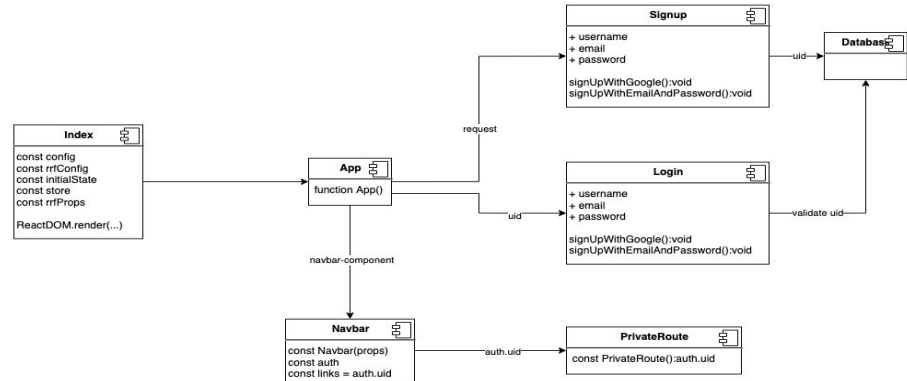 Signup
+ username
+ email
+ password
signUpWithGoogle():void
signUpWithEmailAndPassword():void
uid
Database
request
Index
const config
const rrfConfig
const initialState
const store
const rrfProps
ReactDOM.render(...)
App
function App()
uid
Login
+ username
+ email
+ password
signUpWithGoogle():void
signUpWithEmailAndPassword():void
validate uid
navbar-component
Navbar
const Navbar(props)
const auth
const links = auth.uid
auth.uid
PrivateRoute
const PrivateRoute():auth.uid